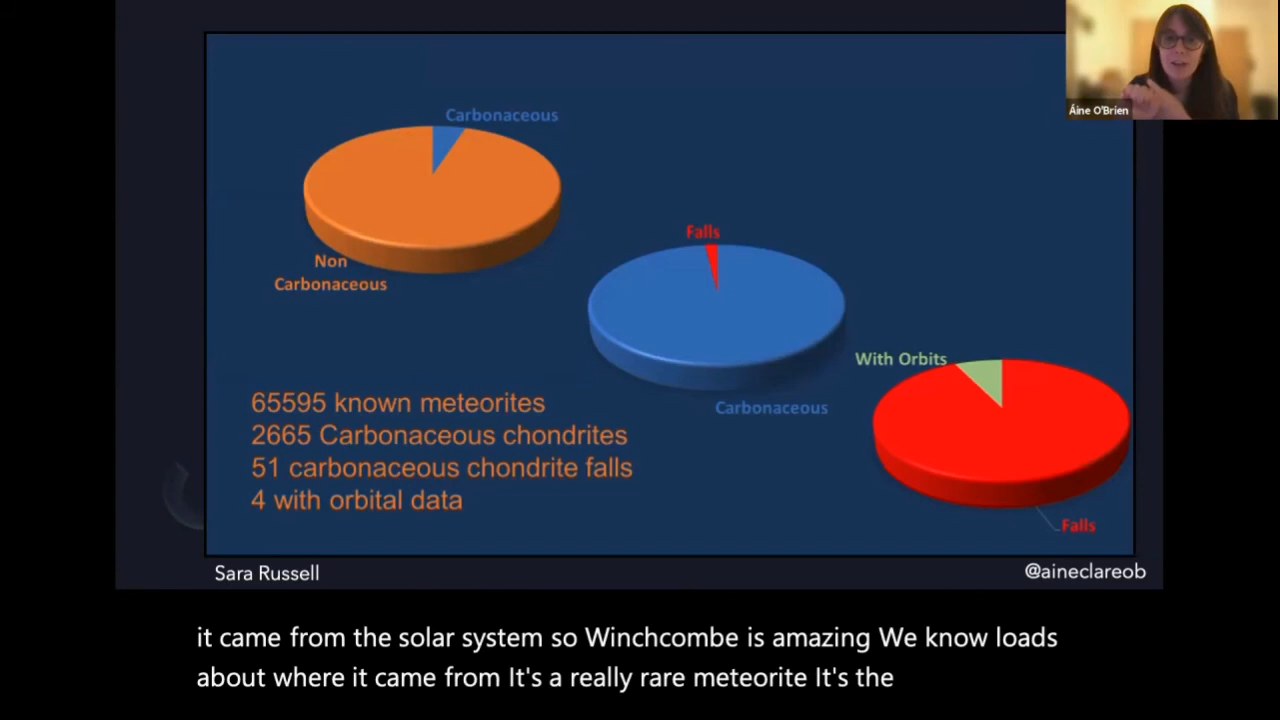 Áine O'Brien
Carbonaceous
Non
Carbonaceous
Falls
Carbonaceous
With Orbits
Falls
65595 known meteorites
2665 Carbonaceous chondrites
51 carbonaceous chondrite falls
4 with orbital data
Sara Russell
@aineclareob
it came from the solar system so Winchcombe is amazing We know loads
about where it came from It's a really rare meteorite It's the